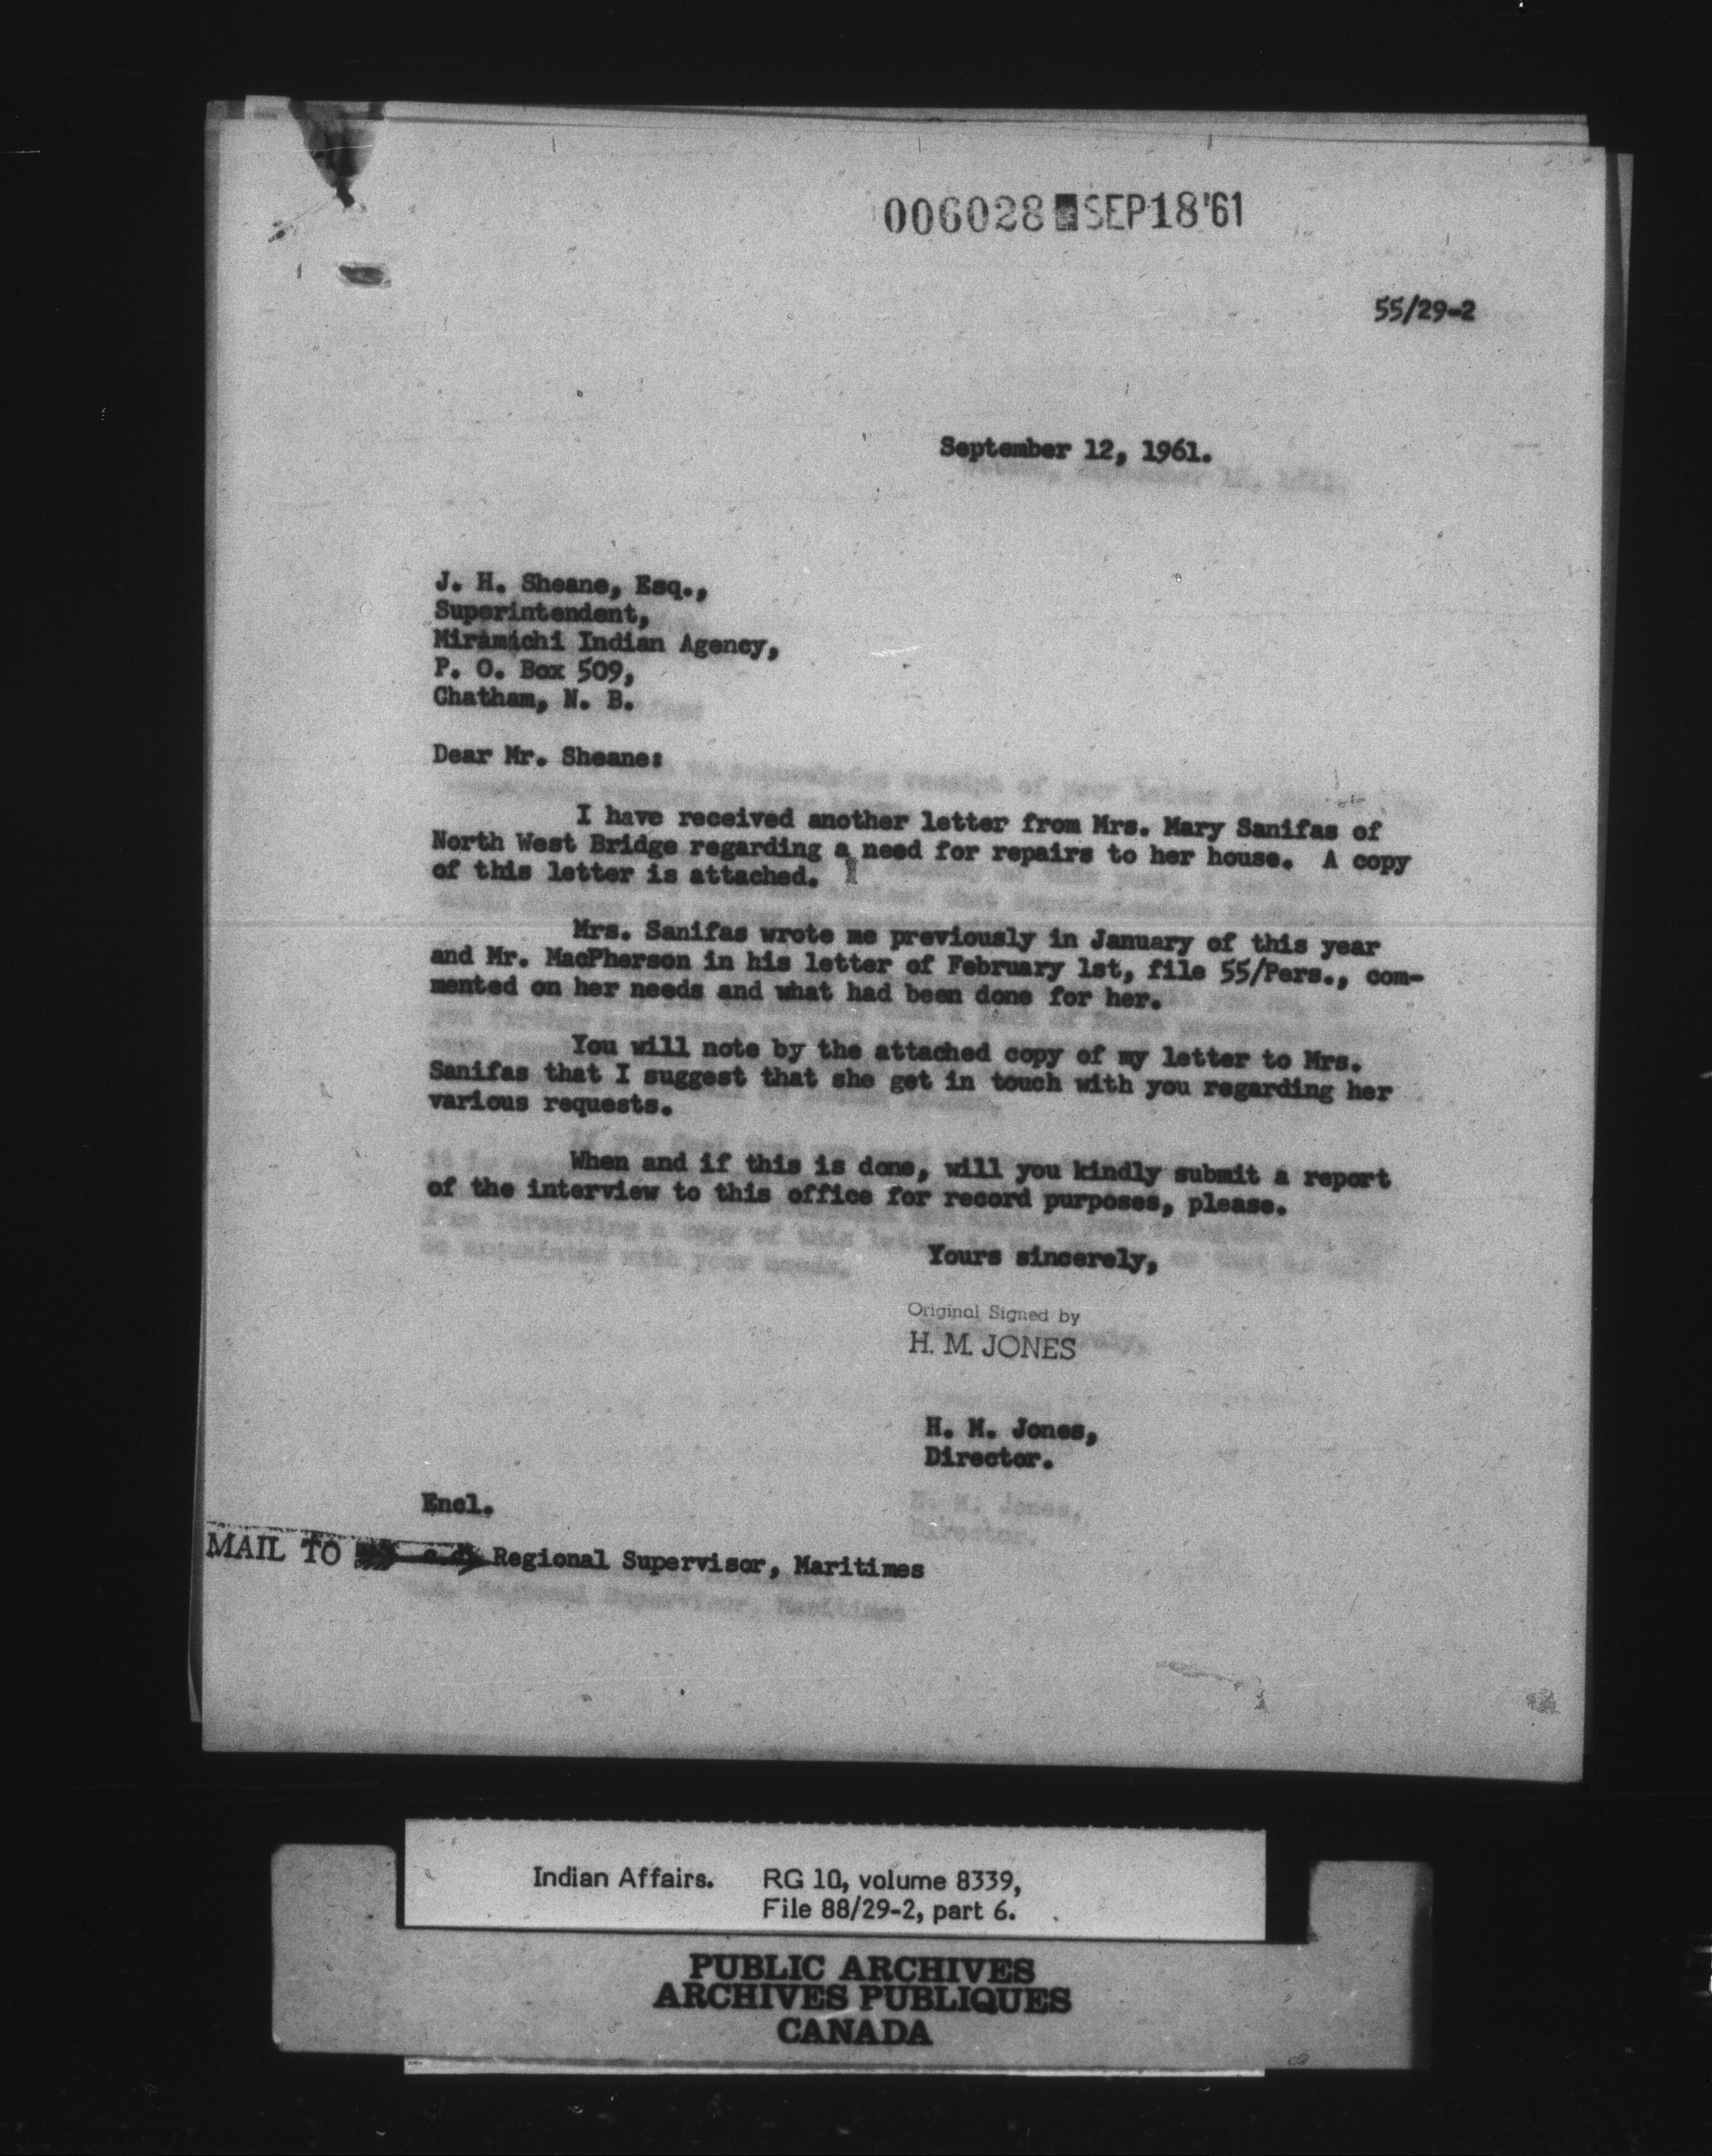 006028 SEP18'61
55/29-2
September 12, 1961.
J. H. Sheane, Esq.,
Superintendent,
Miramichi Indian Agency,
P. O. Box 509,
Chatham, N. B.
Dear Mr. Sheane:
I have received another letter from Mrs. Mary Sanifas of
North West Bridge regarding a need for repairs to her house. A copy
of this letter is attached.
Mrs. Sanifas wrote me previously in January of this year
and Mr. MacPherson in his letter of February 1st, file 55/Pers., com-
mented on her needs and what had been done for her.
You will note by the attached copy of my letter to Mrs.
Sanifas that I suggest that she get in touch with you regarding her
various requests.
When and if this is done, will you kindly submit a report
of the interview to this office for record purposes, please.
Yours sincerely,
Original Signed by
H. M. JONES
H. M. Jones,
Director.
Encl.
MAIL TO Regional Supervisor, Maritimes
Indian Affairs. RG 10, volume 8339,
File 88/29-2, part 6.
PUBLIC ARCHIVES
ARCHIVES PUBLIQUES
CANADA